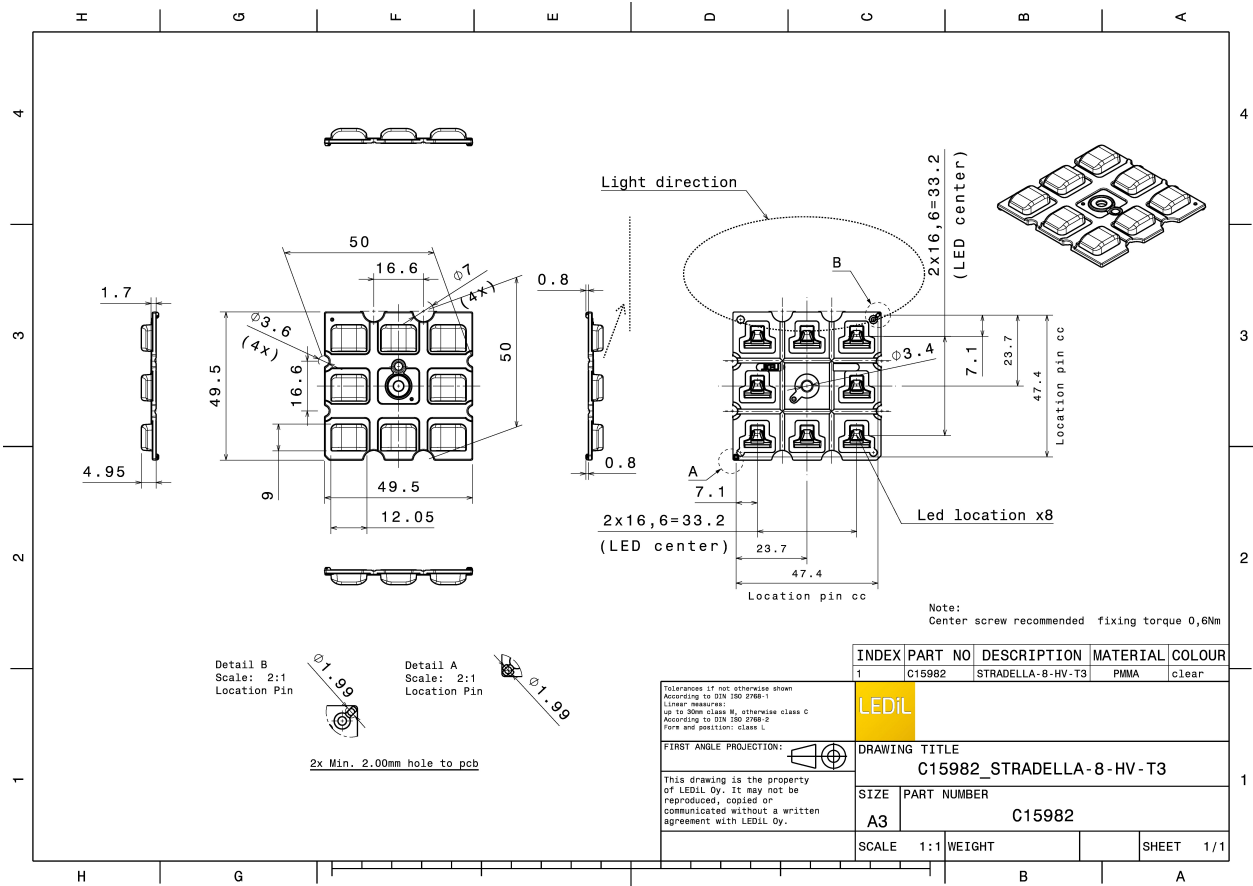 H G F E D C B A
4 4
Light direction
2x16,6=33.2
(LED center)
B
50
16.6
⌀7
(4x)
0.8
1.7
⌀3.6
(4x)
3 3
49.5
16.6
50
⌀3.4
7.1
23.7
47.4
Location pin cc
4.95
9
0.8
A
49.5
7.1
12.05
2x16,6=33.2
(LED center)
Led location x8
23.7
47.4
Location pin cc
2 2
Note:
Center screw recommended fixing torque 0,6Nm
Detail B
Scale: 2:1
Location Pin
⌀1.99
Detail A
Scale: 2:1
Location Pin
⌀1.99
2x Min. 2.00mm hole to pcb
INDEX PART NO DESCRIPTION MATERIAL COLOUR
1 C15982 STRADELLA-8-HV-T3 PMMA clear
Tolerances if not otherwise shown
According to DIN ISO 2768-1
Linear measures:
up to 30mm class M, otherwise class C
According to DIN ISO 2768-2
Form and position: class L
LEDiL
FIRST ANGLE PROJECTION:
DRAWING TITLE
C15982_STRADELLA-8-HV-T3
This drawing is the property
of LEDiL Oy. It may not be
reproduced, copied or
communicated without a written
agreement with LEDiL Oy.
SIZE PART NUMBER
A3 C15982
SCALE 1:1 WEIGHT SHEET 1/1
1 1
H G B A